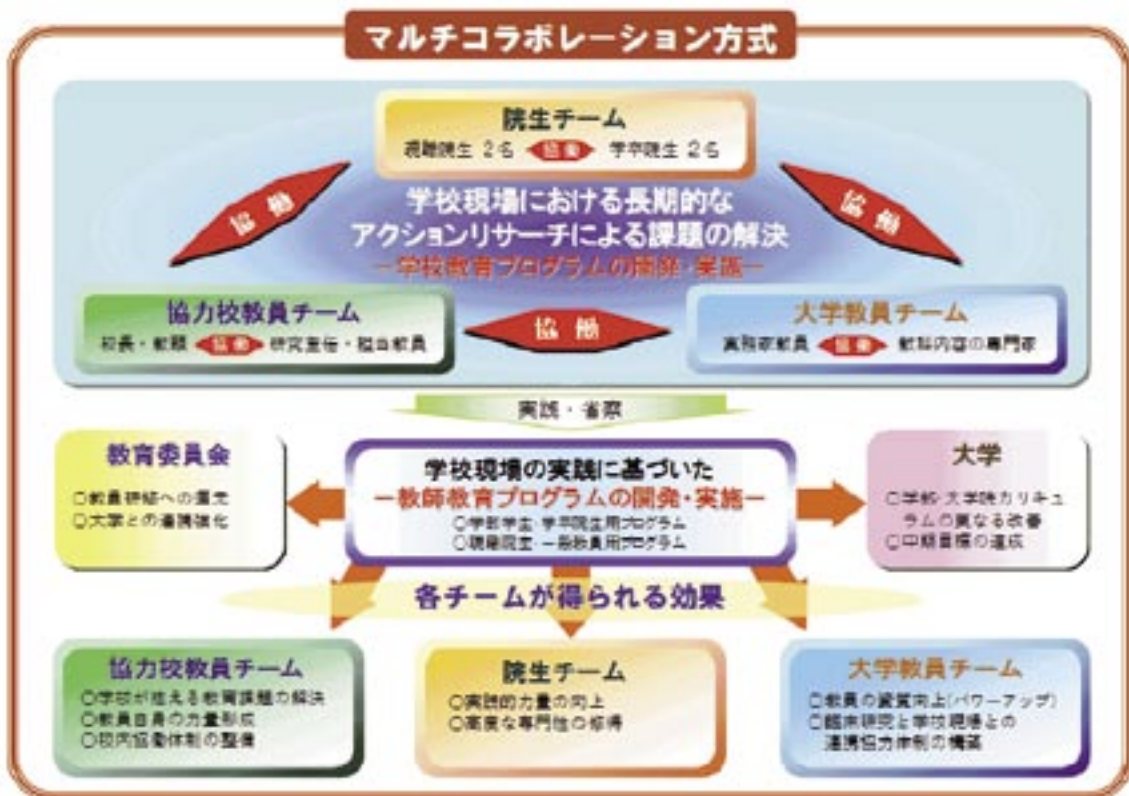 マルチコラボレーション方式
院生チーム
現職院生 2名 協働 学卒院生 2名
協働
協働
学校現場における長期的な
アクションリサーチによる課題の解決
ー学校教育プログラムの開発・実施ー
協力校教員チーム
校長・教頭 協働 研究主任・担当教員
協働
大学教員チーム
実務家教員 協働 教科内容の専門家
実践・省察
教育委員会
○教員研修への還元
○大学との連携強化
学校現場の実践に基づいた
ー教師教育プログラムの開発・実施ー
○学部学生・学卒院生用プログラム
○現職院生・一般教員用プログラム
大学
○学部・大学院カリキュ
ラムの更なる改善
○中期目標の達成
各チームが得られる効果
協力校教員チーム
○学校が抱える教育課題の解決
○教員自身の力量形成
○校内協働体制の整備
院生チーム
○実践的力量の向上
○高度な専門性の修得
大学教員チーム
○教員の資質向上(パワーアップ)
○臨床研究と学校現場との
連携協力体制の構築